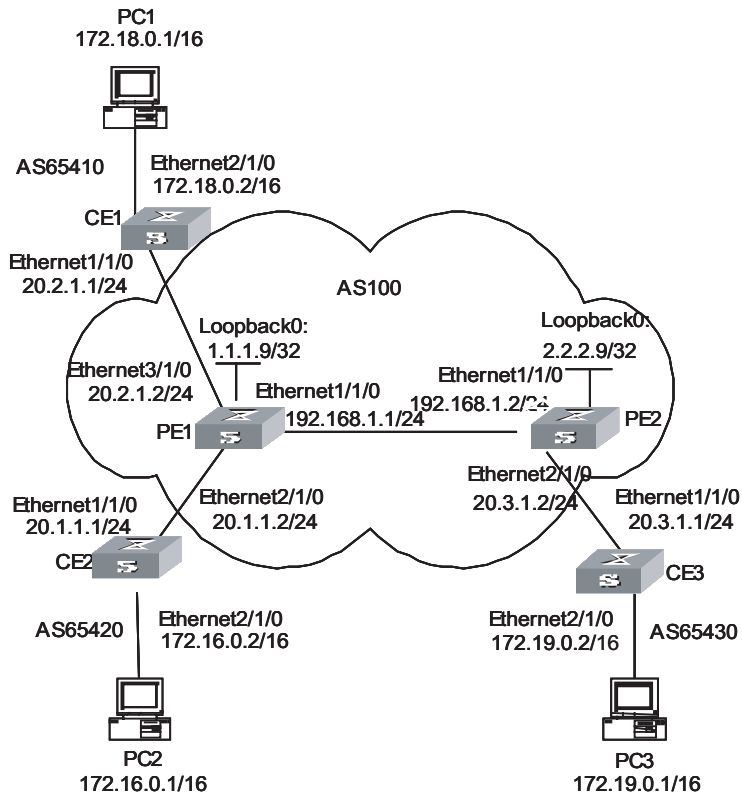 PC1
172.18.0.1/16
AS65410
Ethernet2/1/0
172.18.0.2/16
CE1
Ethernet1/1/0
20.2.1.1/24
AS100
Loopback0:
1.1.1.9/32
Loopback0:
2.2.2.9/32
Ethernet3/1/0
20.2.1.2/24
Ethernet1/1/0
192.168.1.1/24
Ethernet1/1/0
192.168.1.2/24
PE1
PE2
Ethernet2/1/0
20.1.1.2/24
Ethernet2/1/0
20.3.1.2/24
Ethernet1/1/0
20.1.1.1/24
Ethernet1/1/0
20.3.1.1/24
CE2
CE3
AS65420
Ethernet2/1/0
172.16.0.2/16
Ethernet2/1/0
172.19.0.2/16
AS65430
PC2
172.16.0.1/16
PC3
172.19.0.1/16